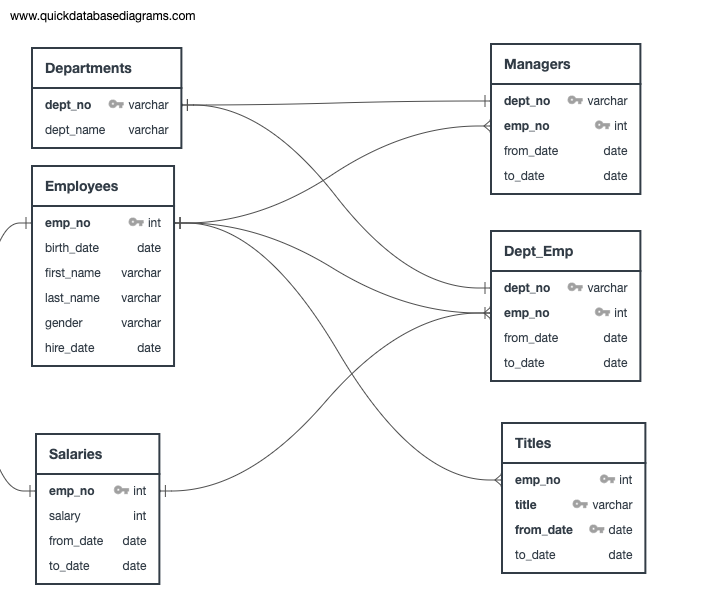 www.quickdatabasediagrams.com
Departments
dept_no varchar
dept_name varchar
Employees
emp_no int
birth_date date
first_name varchar
last_name varchar
gender varchar
hire_date date
Salaries
emp_no int
salary int
from_date date
to_date date
Managers
dept_no varchar
emp_no int
from_date date
to_date date
Dept_Emp
dept_no varchar
emp_no int
from_date date
to_date date
Titles
emp_no int
title varchar
from_date date
to_date date